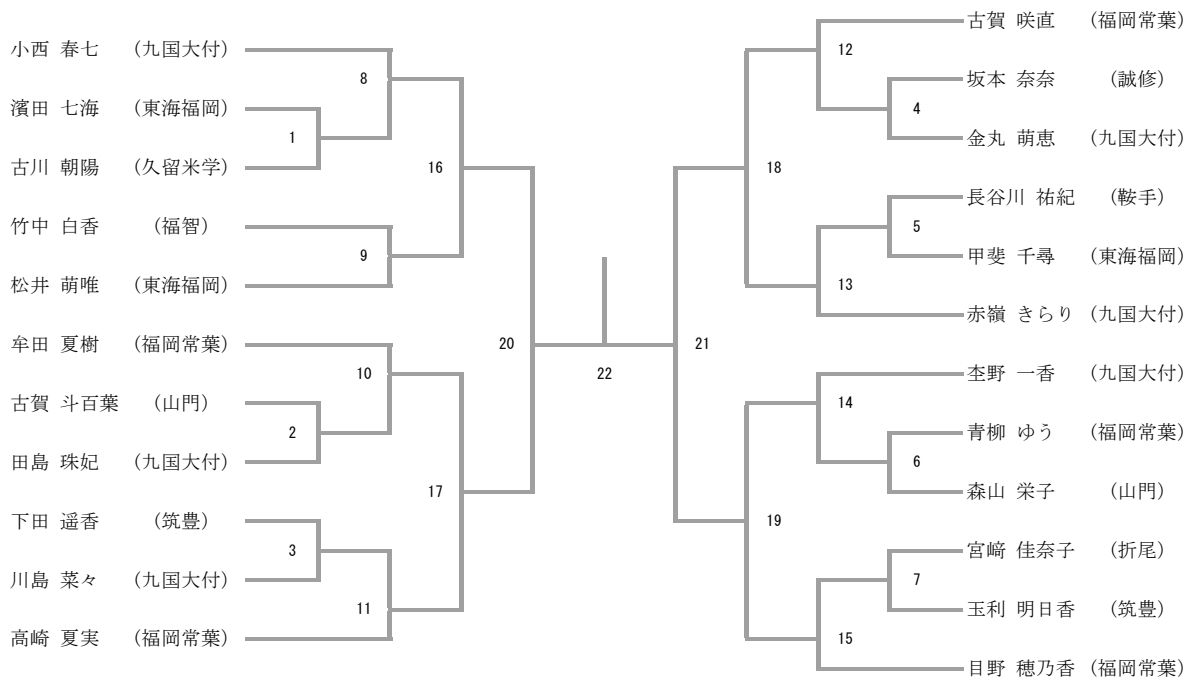 小西 春七 (九国大付)
濱田 七海 (東海福岡)
古川 朝陽 (久留米学)
竹中 白香 (福智)
松井 萌唯 (東海福岡)
牟田 夏樹 (福岡常葉)
古賀 斗百葉 (山門)
田島 珠妃 (九国大付)
下田 遥香 (筑豊)
川島 菜々 (九国大付)
高崎 夏実 (福岡常葉)
8
1
16
9
10
2
17
3
11
20
22
21
12
4
18
5
13
14
6
19
7
15
古賀 咲直 (福岡常葉)
坂本 奈奈 (誠修)
金丸 萌恵 (九国大付)
長谷川 祐紀 (鞍手)
甲斐 千尋 (東海福岡)
赤嶺 きらり (九国大付)
杢野 一香 (九国大付)
青柳 ゆう (福岡常葉)
森山 栄子 (山門)
宮﨑 佳奈子 (折尾)
玉利 明日香 (筑豊)
目野 穂乃香 (福岡常葉)